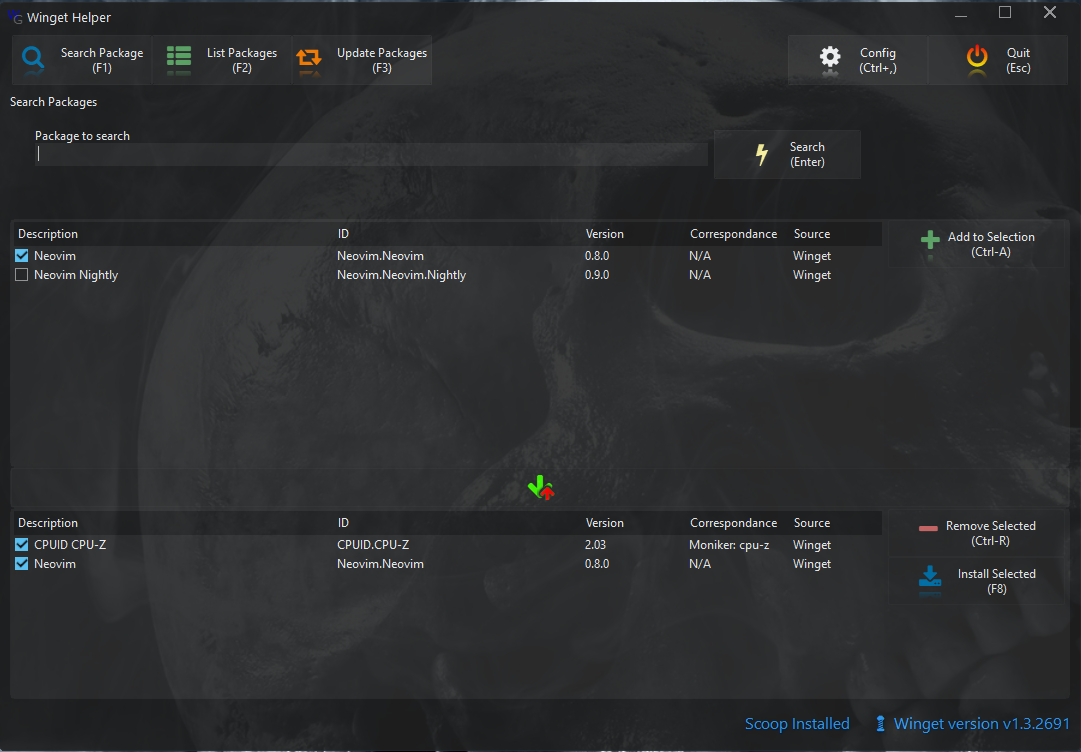 Winget Helper
Search Package
(F1)
List Packages
(F2)
Update Packages
(F3)
Config
(Ctrl+,)
Quit
(Esc)
Search Packages
Package to search
Search
(Enter)
Description ID Version Correspondance Source
Neovim Neovim.Neovim 0.8.0 N/A Winget
Neovim Nightly Neovim.Neovim.Nightly 0.9.0 N/A Winget
Add to Selection
(Ctrl-A)
Description ID Version Correspondance Source
CPUID CPU-Z CPUID.CPU-Z 2.03 Moniker: cpu-z Winget
Neovim Neovim.Neovim 0.8.0 N/A Winget
Remove Selected
(Ctrl-R)
Install Selected
(F8)
Scoop Installed Winget version v1.3.2691